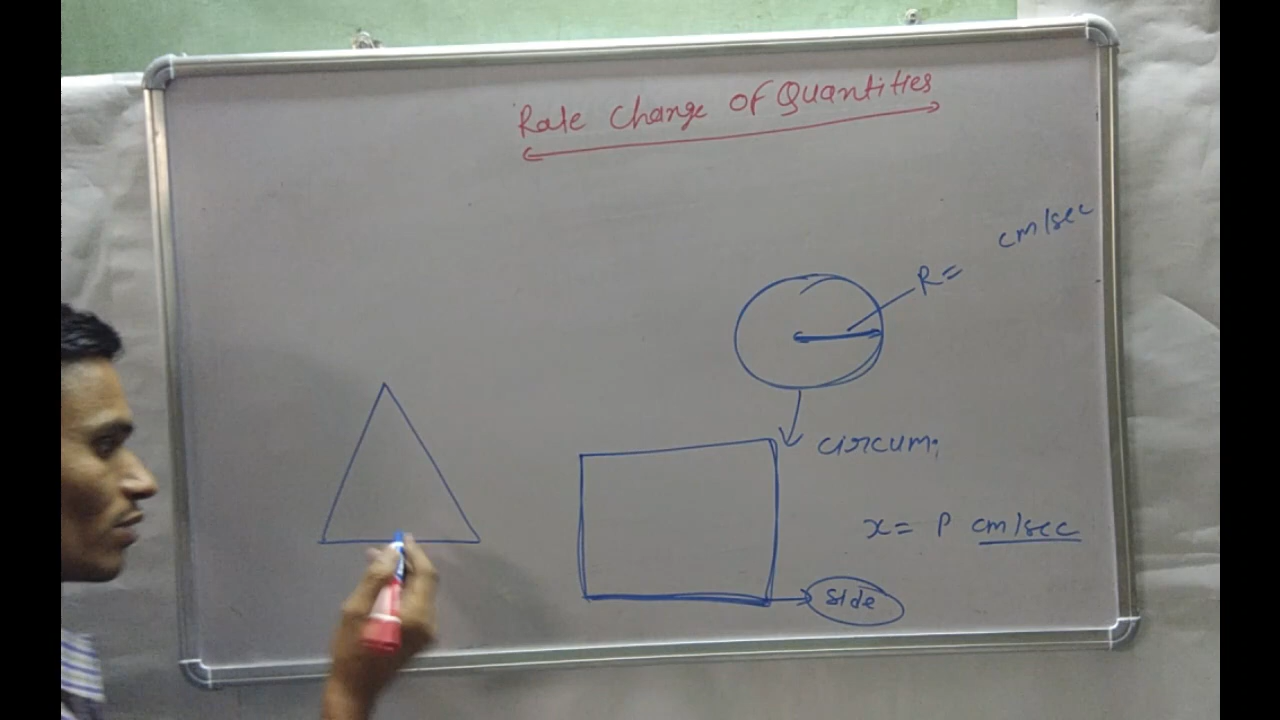 Rate Change Of Quantities
cm/sec
R=
circum.
x= P cm/sec
side